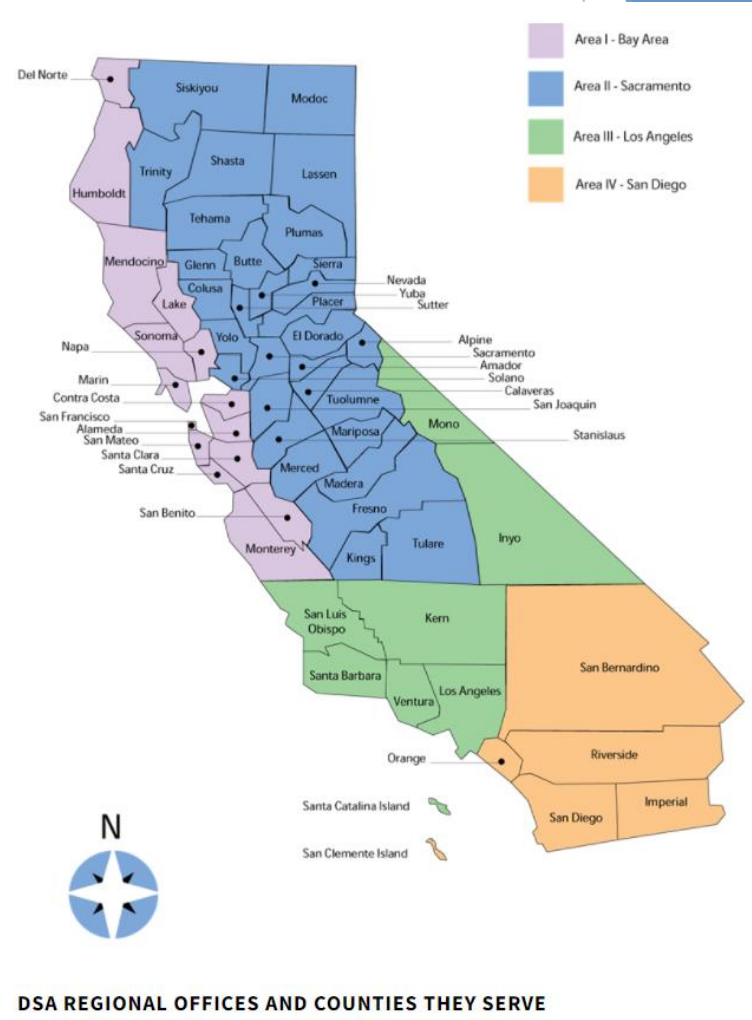 Area I - Bay Area
Area II - Sacramento
Area III - Los Angeles
Area IV - San Diego
Del Norte
Siskiyou
Modoc
Trinity
Shasta
Lassen
Humboldt
Tehama
Plumas
Mendocino
Glenn
Butte
Sierra
Colusa
Nevada
Yuba
Sutter
Lake
Placer
Sonoma
Yolo
El Dorado
Napa
Alpine
Sacramento
Amador
Solano
Calaveras
San Joaquin
Marin
Contra Costa
Tuolumne
San Francisco
Alameda
San Mateo
Santa Clara
Santa Cruz
Mono
Mariposa
Stanislaus
Merced
Madera
Fresno
San Benito
Monterey
Kings
Tulare
Inyo
San Luis
Obispo
Kern
Santa Barbara
Ventura
Los Angeles
San Bernardino
Orange
Riverside
San Diego
Imperial
Santa Catalina Island
San Clemente Island
N
DSA REGIONAL OFFICES AND COUNTIES THEY SERVE